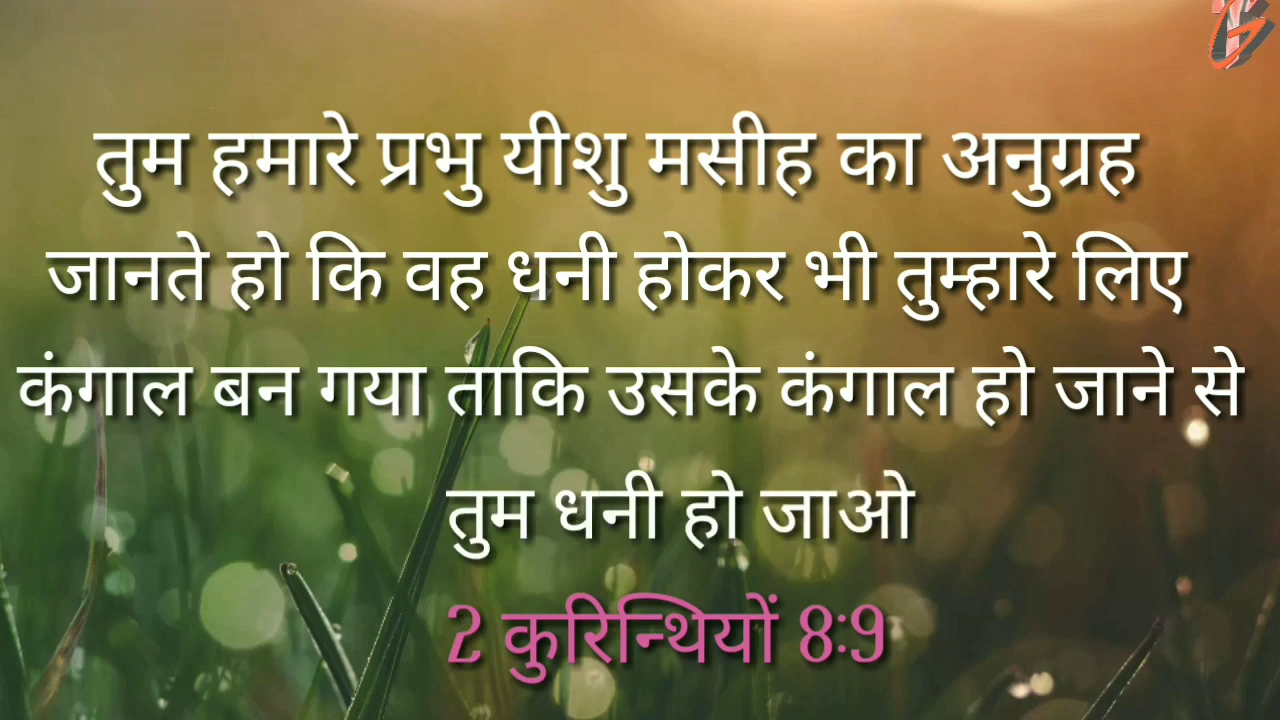 तुम हमारे प्रभु यीशु मसीह का अनुग्रह
जानते हो कि वह धनी होकर भी तुम्हारे लिए
कंगाल बन गया ताकि उसके कंगाल हो जाने से
तुम धनी हो जाओ
2 कुरिन्थियों 8:9